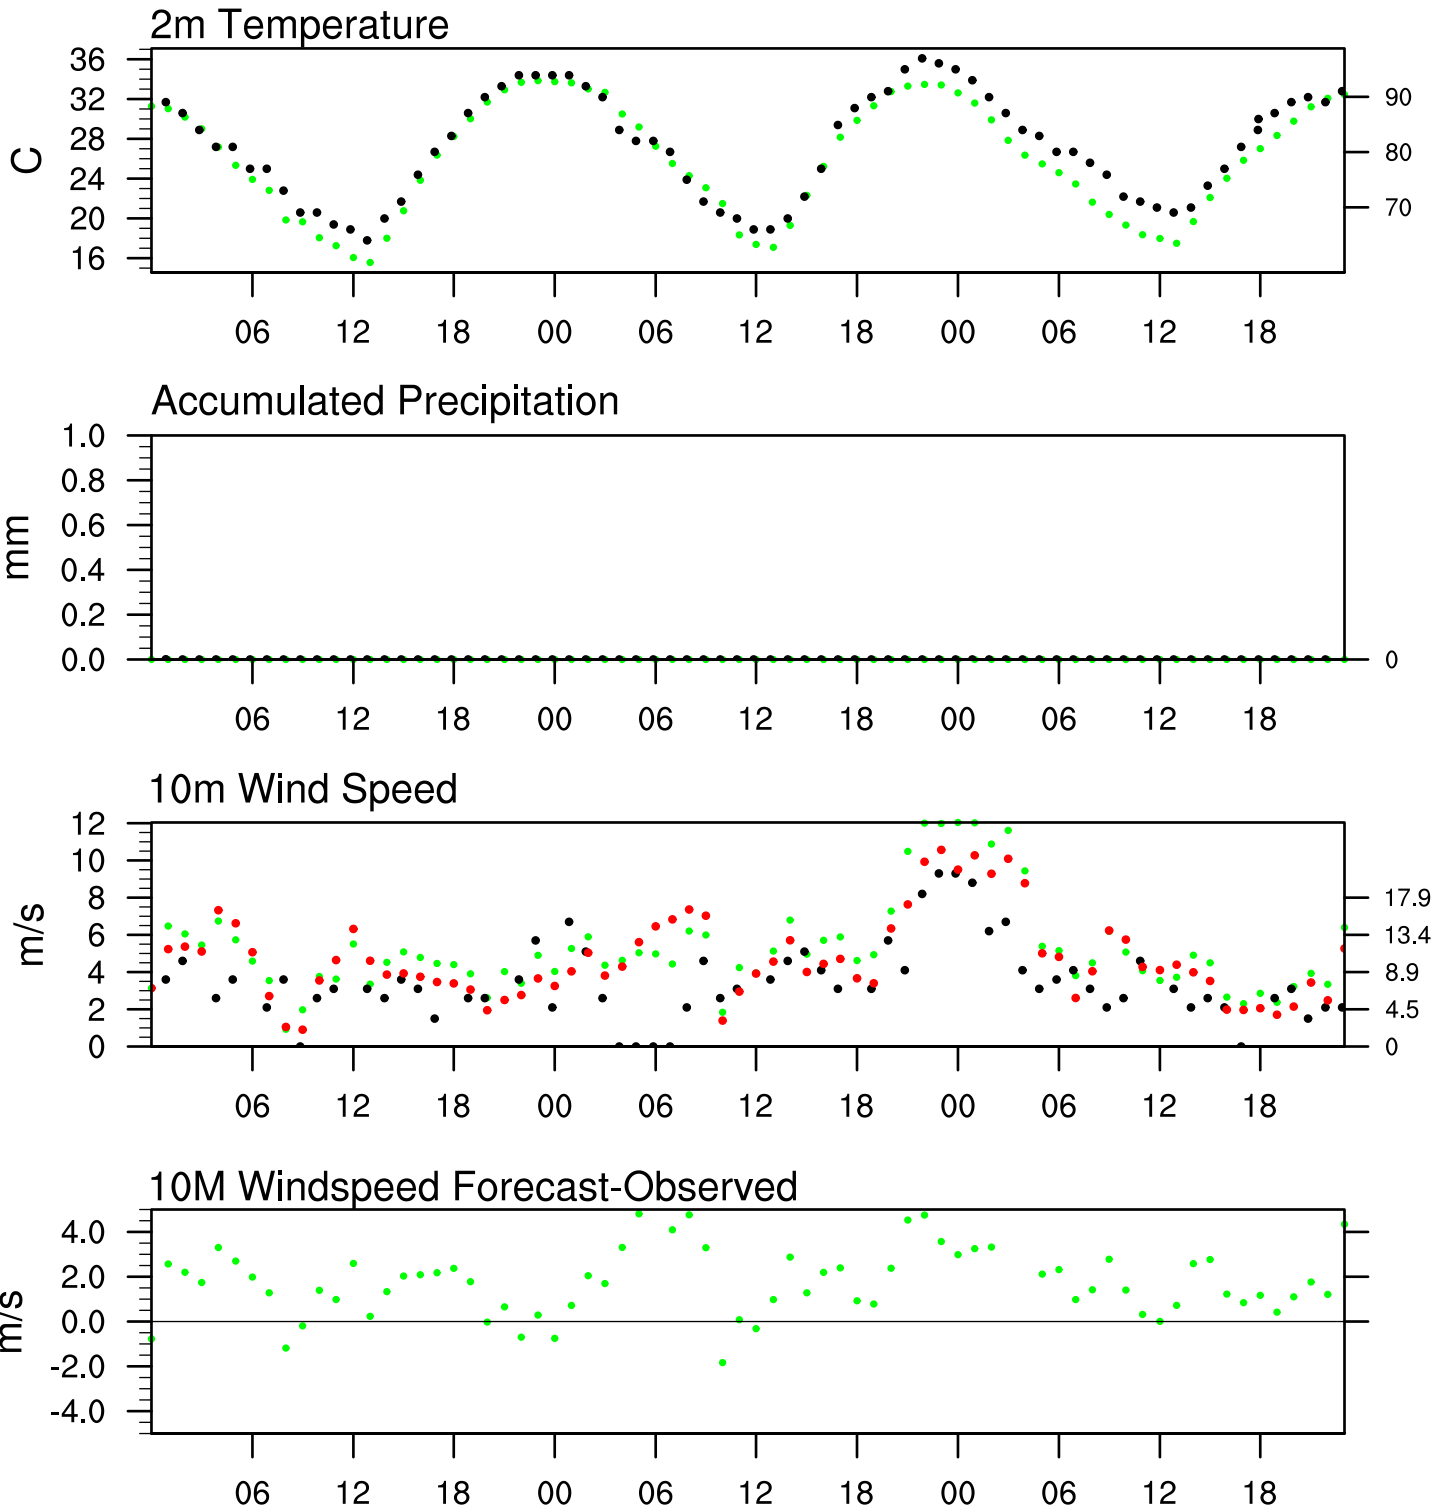 2m Temperature
36
32
28
24
20
16
C
90
80
70
06 12 18 00 06 12 18 00 06 12 18
Accumulated Precipitation
1.0
0.8
0.6
0.4
0.2
0.0
mm
0
06 12 18 00 06 12 18 00 06 12 18
10m Wind Speed
12
10
8
6
4
2
0
m/s
17.9
13.4
8.9
4.5
0
06 12 18 00 06 12 18 00 06 12 18
10M Windspeed Forecast-Observed
4.0
2.0
0.0
-2.0
-4.0
m/s
06 12 18 00 06 12 18 00 06 12 18